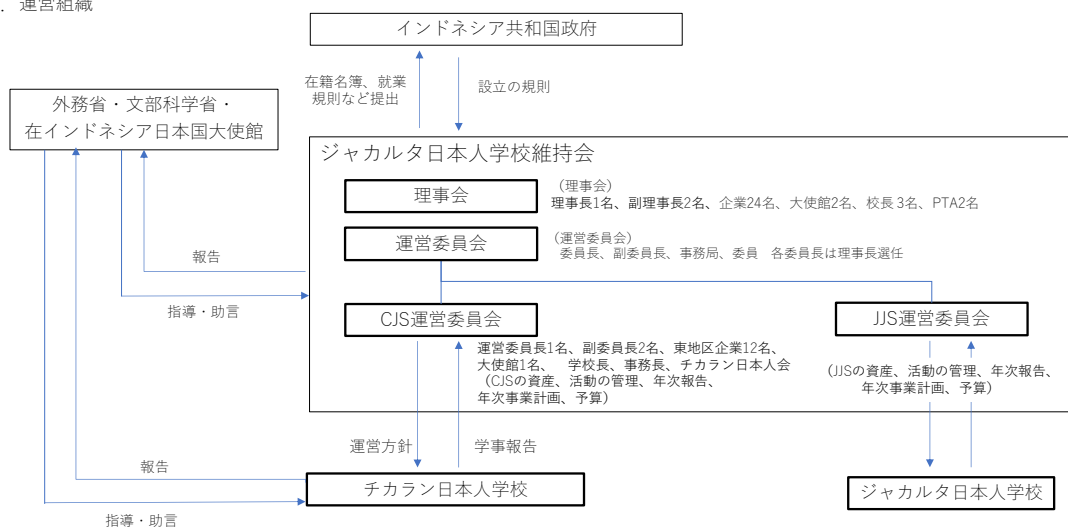 ．運営組織
インドネシア共和国政府
在籍名簿、就業
規則など提出
設立の規則
外務省・文部科学省・
在インドネシア日本国大使館
ジャカルタ日本人学校維持会
理事会
（理事会）
理事長1名、副理事長2名、企業24名、大使館2名、校長 3名、PTA2名
運営委員会
（運営委員会）
委員長、副委員長、事務局、委員　各委員長は理事長選任
報告
指導・助言
CJS運営委員会
JJS運営委員会
運営委員長1名、副委員長2名、東地区企業12名、
大使館1名、　学校長、事務長、チカラン日本人会
（CJSの資産、活動の管理、年次報告、
年次事業計画、予算）
（JJSの資産、活動の管理、年次報告、
年次事業計画、予算）
運営方針
学事報告
報告
チカラン日本人学校
ジャカルタ日本人学校
指導・助言